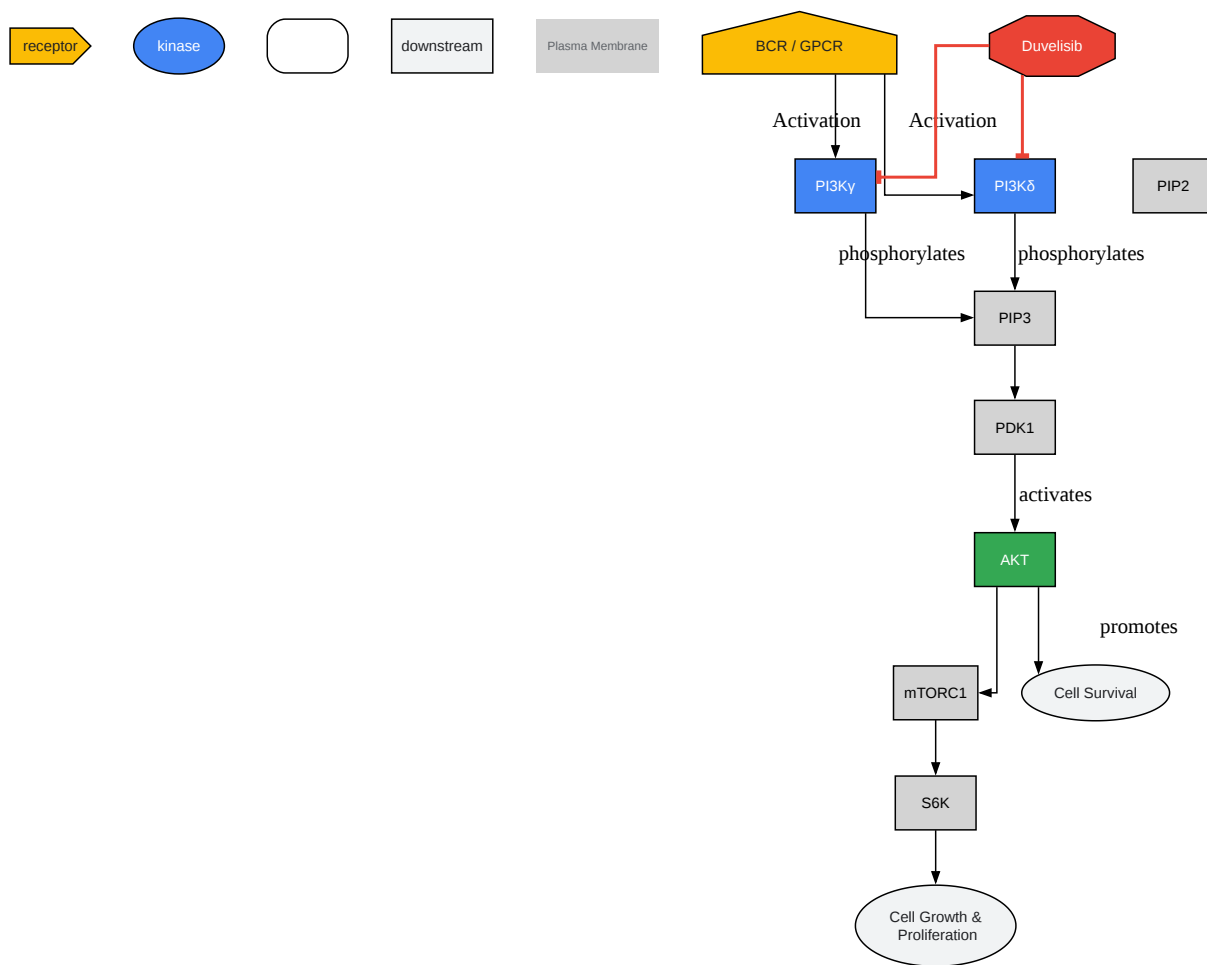 receptor
kinase
downstream
Plasma Membrane
BCR / GPCR
Duvelisib
Activation
Activation
PI3Kγ
PI3Kδ
PIP2
phosphorylates
phosphorylates
PIP3
PDK1
activates
AKT
promotes
mTORC1
Cell Survival
S6K
Cell Growth &
Proliferation